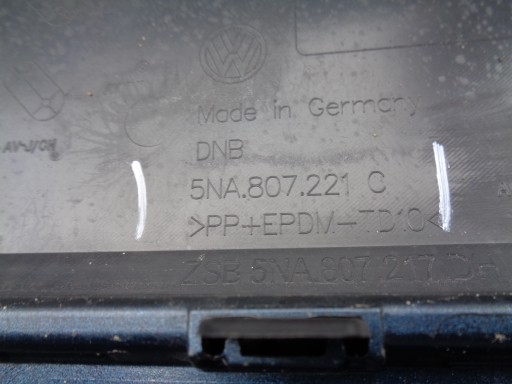 Made in Germany
DNB
5NA.807.221 C
>PP+EPDM-TD10<
ZSB 5NA.807.217